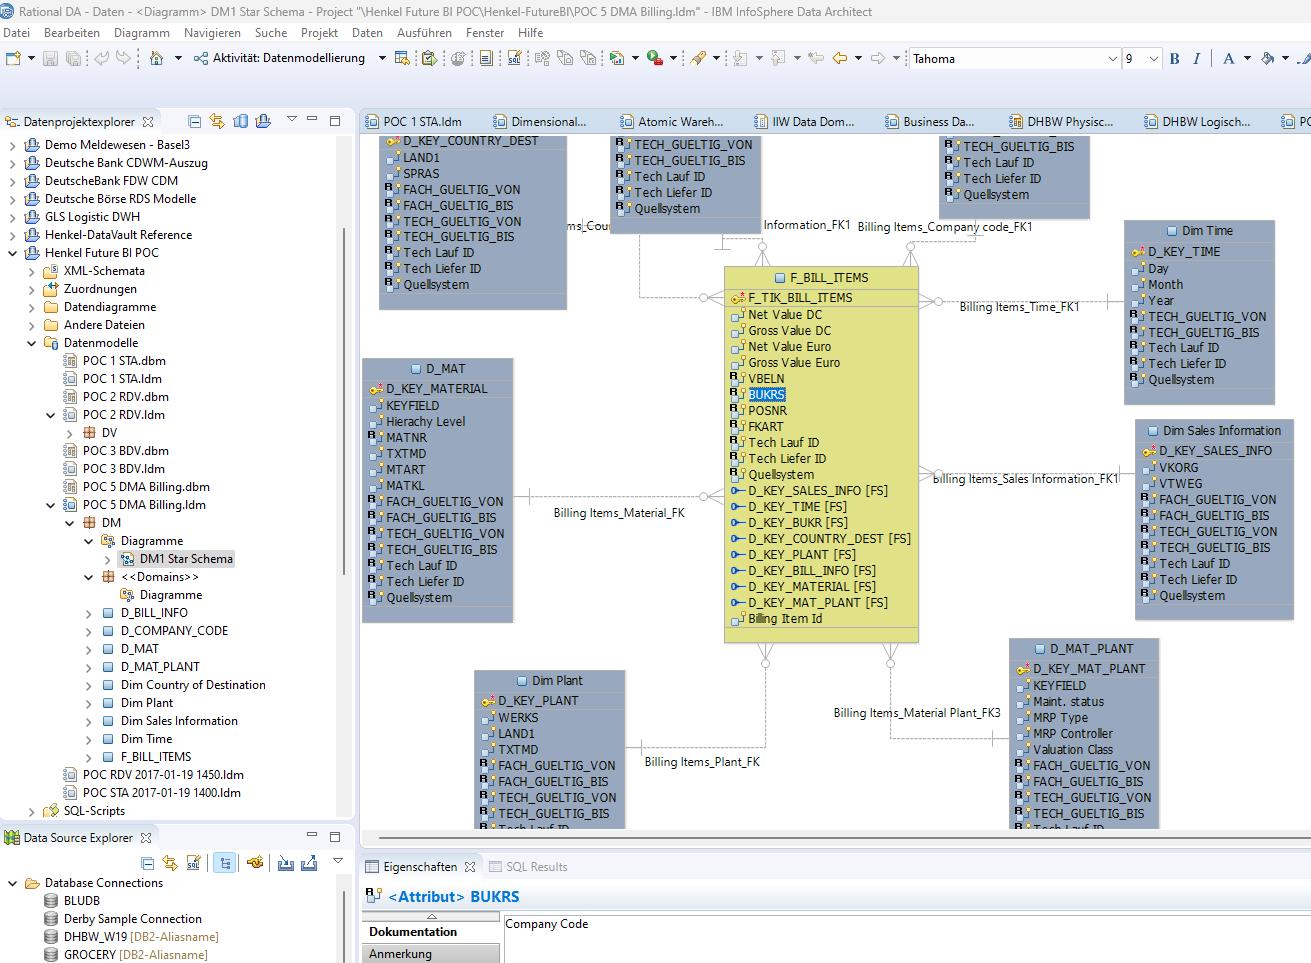 Rational DA - Daten - <Diagramm> DM1 Star Schema - Project "\Henkel Future BI POC\Henkel-FutureBI\POC 5 DMA Billing.ldm" - IBM InfoSphere Data Architect
Datei Bearbeiten Diagramm Navigieren Suche Projekt Daten Ausführen Fenster Hilfe
Aktivität: Datenmodellierung
Tahoma
9
B I A
Datenprojektexplorer
Demo Meldewesen - Basel3
Deutsche Bank CDWM-Auszug
DeutscheBank FDW CDM
Deutsche Börse RDS Modelle
GLS Logistic DWH
Henkel-DataVault Reference
Henkel Future BI POC
XML-Schemata
Zuordnungen
Datendiagramme
Andere Dateien
Datenmodelle
POC 1 STA.dbm
POC 1 STA.ldm
POC 2 RDV.dbm
POC 2 RDV.ldm
DV
POC 3 BDV.dbm
POC 3 BDV.ldm
POC 5 DMA Billing.dbm
POC 5 DMA Billing.ldm
DM
Diagramme
DM1 Star Schema
<<Domains>>
Diagramme
D_BILL_INFO
D_COMPANY_CODE
D_MAT
D_MAT_PLANT
Dim Country of Destination
Dim Plant
Dim Sales Information
Dim Time
F_BILL_ITEMS
POC RDV 2017-01-19 1450.ldm
POC STA 2017-01-19 1400.ldm
SQL-Scripts
Data Source Explorer
Database Connections
BLUDB
Derby Sample Connection
DHBW_W19 [DB2-Aliasname]
GROCERY [DB2-Aliasname]
POC 1 STA.ldm
Dimensional...
Atomic Wareh...
IIW Data Dom...
Business Da...
DHBW Physisc...
DHBW Logisch...
D_KEY_COUNTRY_DEST
LAND1
SPRAS
FACH_GUELTIG_VON
FACH_GUELTIG_BIS
TECH_GUELTIG_VON
TECH_GUELTIG_BIS
Tech Lauf ID
Tech Liefer ID
Quellsystem
TECH_GUELTIG_VON
TECH_GUELTIG_BIS
Tech Lauf ID
Tech Liefer ID
Quellsystem
TECH_GUELTIG_BIS
Tech Lauf ID
Tech Liefer ID
Quellsystem
Information_FK1
Billing Items_Company code_FK1
Dim Time
D_KEY_TIME
Day
Month
Year
TECH_GUELTIG_VON
TECH_GUELTIG_BIS
Tech Lauf ID
Tech Liefer ID
Quellsystem
F_BILL_ITEMS
F_TIK_BILL_ITEMS
Net Value DC
Gross Value DC
Net Value Euro
Gross Value Euro
VBELN
BUKRS
POSNR
FKART
Tech Lauf ID
Tech Liefer ID
Quellsystem
D_KEY_SALES_INFO [FS]
D_KEY_TIME [FS]
D_KEY_BUKR [FS]
D_KEY_COUNTRY_DEST [FS]
D_KEY_PLANT [FS]
D_KEY_BILL_INFO [FS]
D_KEY_MATERIAL [FS]
D_KEY_MAT_PLANT [FS]
Billing Item Id
Billing Items_Time_FK1
D_MAT
D_KEY_MATERIAL
KEYFIELD
Hierachy Level
MATNR
TXTMD
MTART
MATKL
FACH_GUELTIG_VON
FACH_GUELTIG_BIS
TECH_GUELTIG_VON
TECH_GUELTIG_BIS
Tech Lauf ID
Tech Liefer ID
Quellsystem
Billing Items_Material_FK
Dim Sales Information
D_KEY_SALES_INFO
VKORG
VTWEG
FACH_GUELTIG_VON
FACH_GUELTIG_BIS
TECH_GUELTIG_VON
TECH_GUELTIG_BIS
Tech Lauf ID
Tech Liefer ID
Quellsystem
Billing Items_Sales Information_FK1
Dim Plant
D_KEY_PLANT
WERKS
LAND1
TXTMD
FACH_GUELTIG_VON
FACH_GUELTIG_BIS
TECH_GUELTIG_VON
TECH_GUELTIG_BIS
Tech Lauf ID
Billing Items_Plant_FK
Billing Items_Material Plant_FK3
D_MAT_PLANT
D_KEY_MAT_PLANT
KEYFIELD
Maint. status
MRP Type
MRP Controller
Valuation Class
FACH_GUELTIG_VON
FACH_GUELTIG_BIS
TECH_GUELTIG_VON
TECH_GUELTIG_BIS
Tech Lauf ID
Eigenschaften
SQL Results
<Attribut> BUKRS
Dokumentation
Anmerkung
Company Code